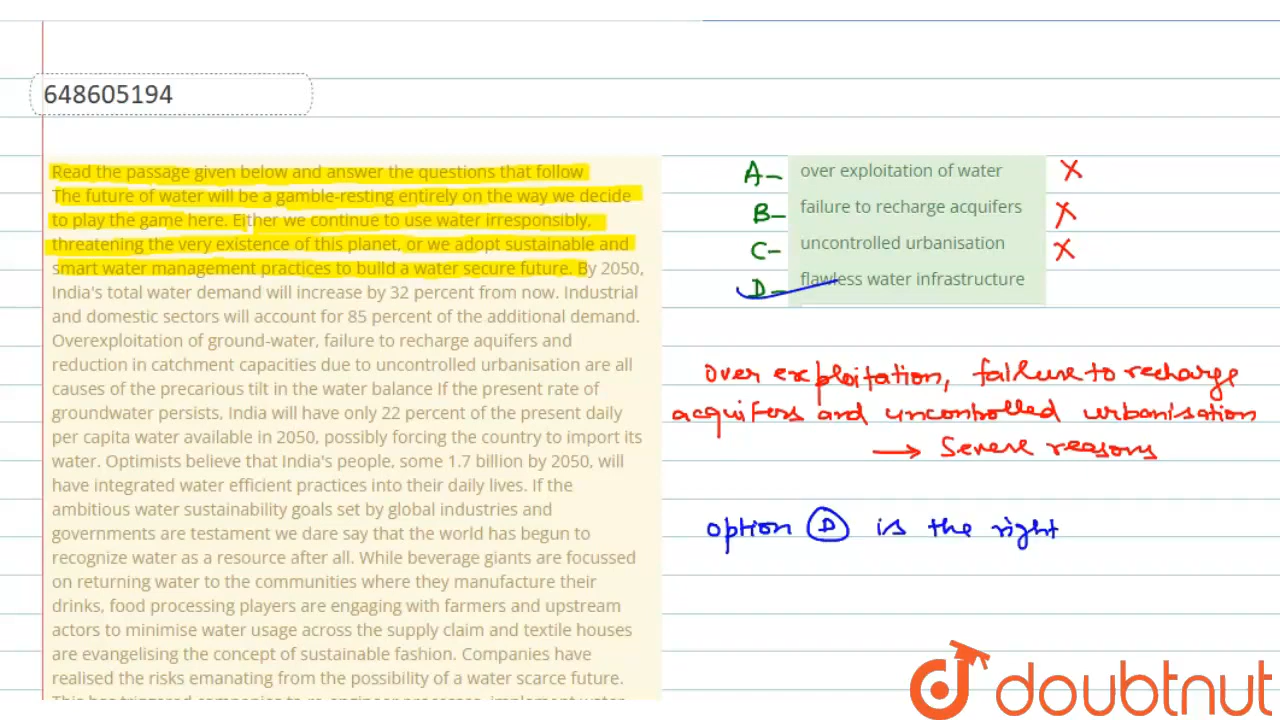 648605194
Read the passage given below and answer the questions that follow
The future of water will be a gamble-resting entirely on the way we decide
to play the game here. Either we continue to use water irresponsibly,
threatening the very existence of this planet, or we adopt sustainable and
smart water management practices to build a water secure future. By 2050,
India's total water demand will increase by 32 percent from now. Industrial
and domestic sectors will account for 85 percent of the additional demand.
Overexploitation of ground-water, failure to recharge aquifers and
reduction in catchment capacities due to uncontrolled urbanisation are all
causes of the precarious tilt in the water balance If the present rate of
groundwater persists, India will have only 22 percent of the present daily
per capita water available in 2050, possibly forcing the country to import its
water. Optimists believe that India's people, some 1.7 billion by 2050, will
have integrated water efficient practices into their daily lives. If the
ambitious water sustainability goals set by global industries and
governments are testament we dare say that the world has begun to
recognize water as a resource after all. While beverage giants are focussed
on returning water to the communities where they manufacture their
drinks, food processing players are engaging with farmers and upstream
actors to minimise water usage across the supply claim and textile houses
are evangelising the concept of sustainable fashion. Companies have
realised the risks emanating from the possibility of a water scarce future.
This has triggered companies to re-engineer processes, implement water
A- over exploitation of water X
B- failure to recharge acquifers X
C- uncontrolled urbanisation X
D- flawless water infrastructure
over exploitation, failure to recharge
acquifers and uncontrolled urbanisation
→ Severe reasons
option D is the right
doubtnut